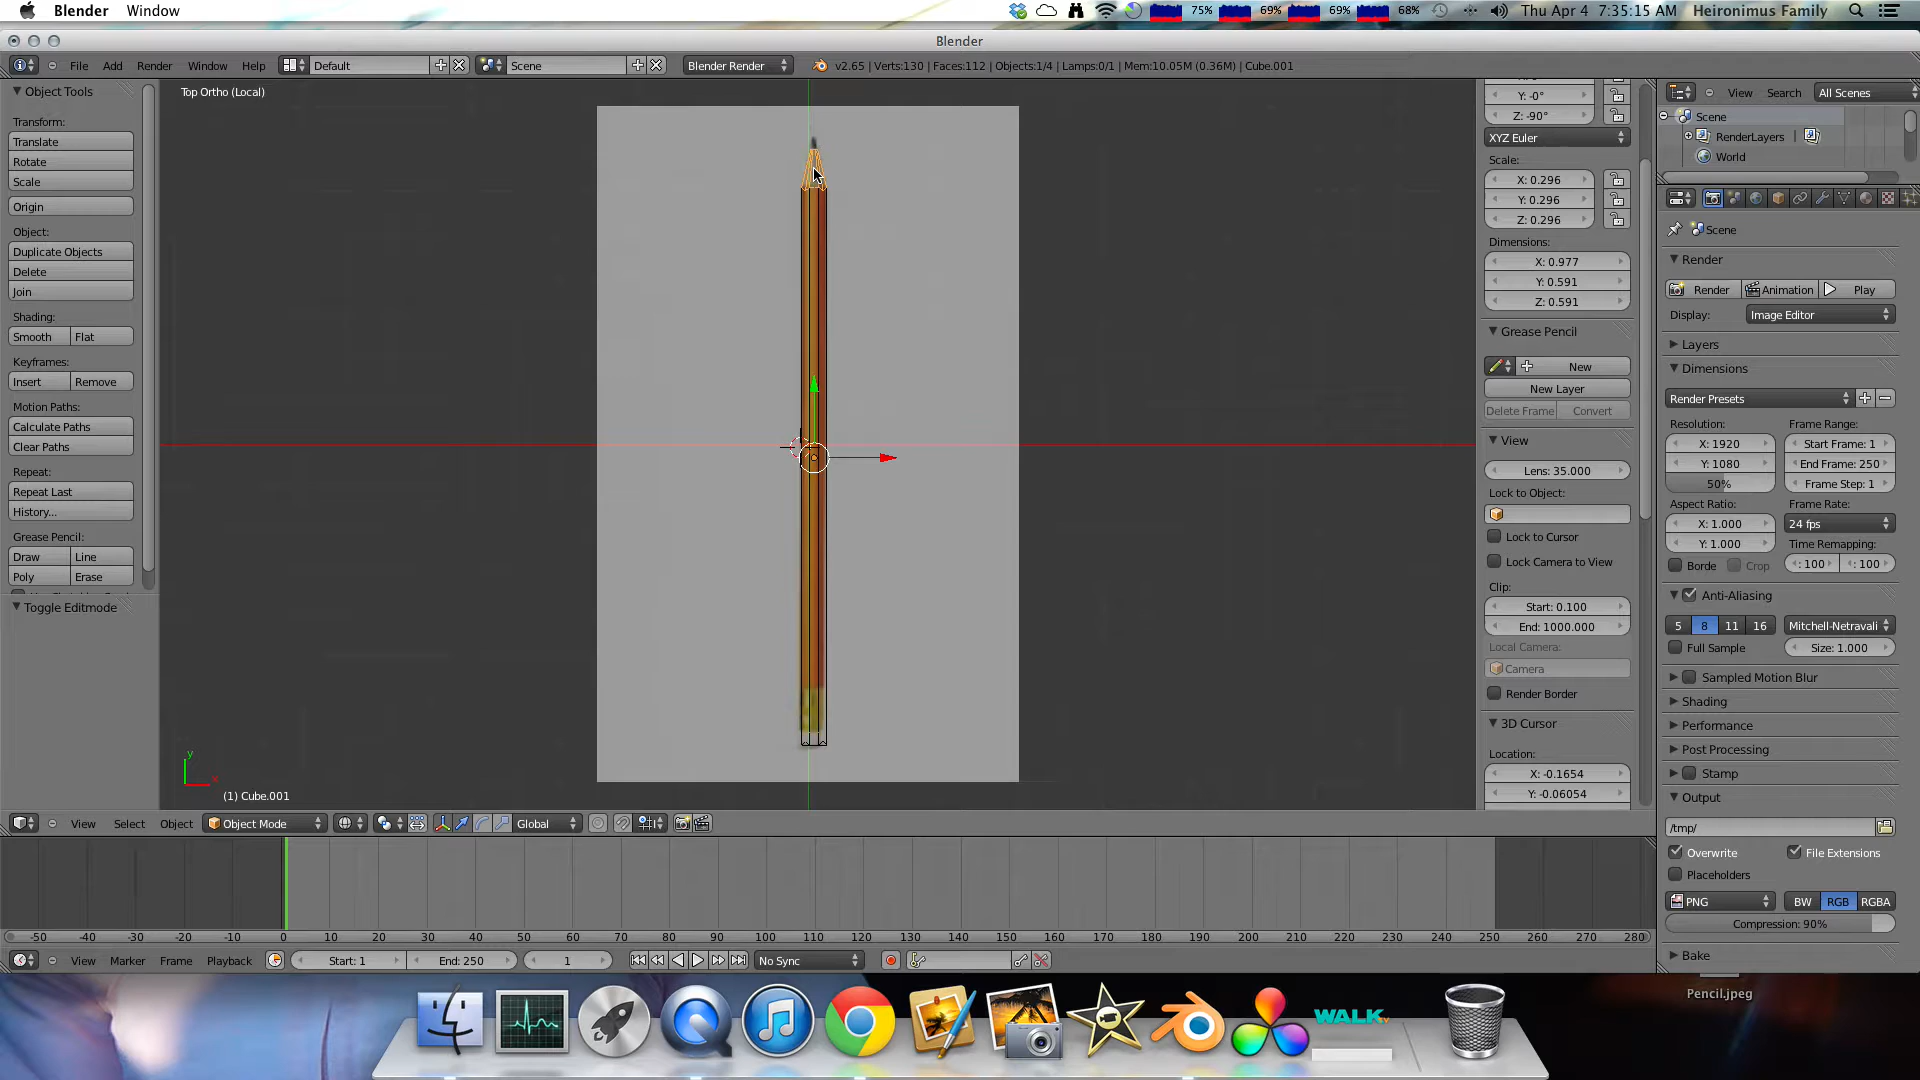 Blender Window 75% 69% 69% 68% Thu Apr 4 7:35:15 AM Heironimus Family
Blender
File Add Render Window Help Default Scene Blender Render v2.65 | Verts:130 | Faces:112 | Objects:1/4 | Lamps:0/1 | Mem:10.05M (0.36M) | Cube.001
Object Tools
Transform:
Translate
Rotate
Scale
Origin
Object:
Duplicate Objects
Delete
Join
Shading:
Smooth Flat
Keyframes:
Insert Remove
Motion Paths:
Calculate Paths
Clear Paths
Repeat:
Repeat Last
History...
Grease Pencil:
Draw Line
Poly Erase
Toggle Editmode
Top Ortho (Local)
y
x
(1) Cube.001
Y: -0°
Z: -90°
XYZ Euler
Scale:
X: 0.296
Y: 0.296
Z: 0.296
Dimensions:
X: 0.977
Y: 0.591
Z: 0.591
Grease Pencil
New
New Layer
Delete Frame Convert
View
Lens: 35.000
Lock to Object:
Lock to Cursor
Lock Camera to View
Clip:
Start: 0.100
End: 1000.000
Local Camera:
Camera
Render Border
3D Cursor
Location:
X: -0.1654
Y: -0.06054
View Search All Scenes
Scene
RenderLayers
World
Scene
Render
Render Animation Play
Display: Image Editor
Layers
Dimensions
Render Presets
Resolution: Frame Range:
X: 1920 Start Frame: 1
Y: 1080 End Frame: 250
50% Frame Step: 1
Aspect Ratio: Frame Rate:
X: 1.000 24 fps
Y: 1.000 Time Remapping:
Borde Crop : 100 : 100
Anti-Aliasing
5 8 11 16 Mitchell-Netravali
Full Sample Size: 1.000
Sampled Motion Blur
Shading
Performance
Post Processing
Stamp
Output
/tmp/
Overwrite File Extensions
Placeholders
PNG BW RGB RGBA
Compression: 90%
Bake
View Select Object Object Mode Global
-50 -40 -30 -20 -10 0 10 20 30 40 50 60 70 80 90 100 110 120 130 140 150 160 170 180 190 200 210 220 230 240 250 260 270 280
View Marker Frame Playback Start: 1 End: 250 1 No Sync
Pencil.jpeg
WALK